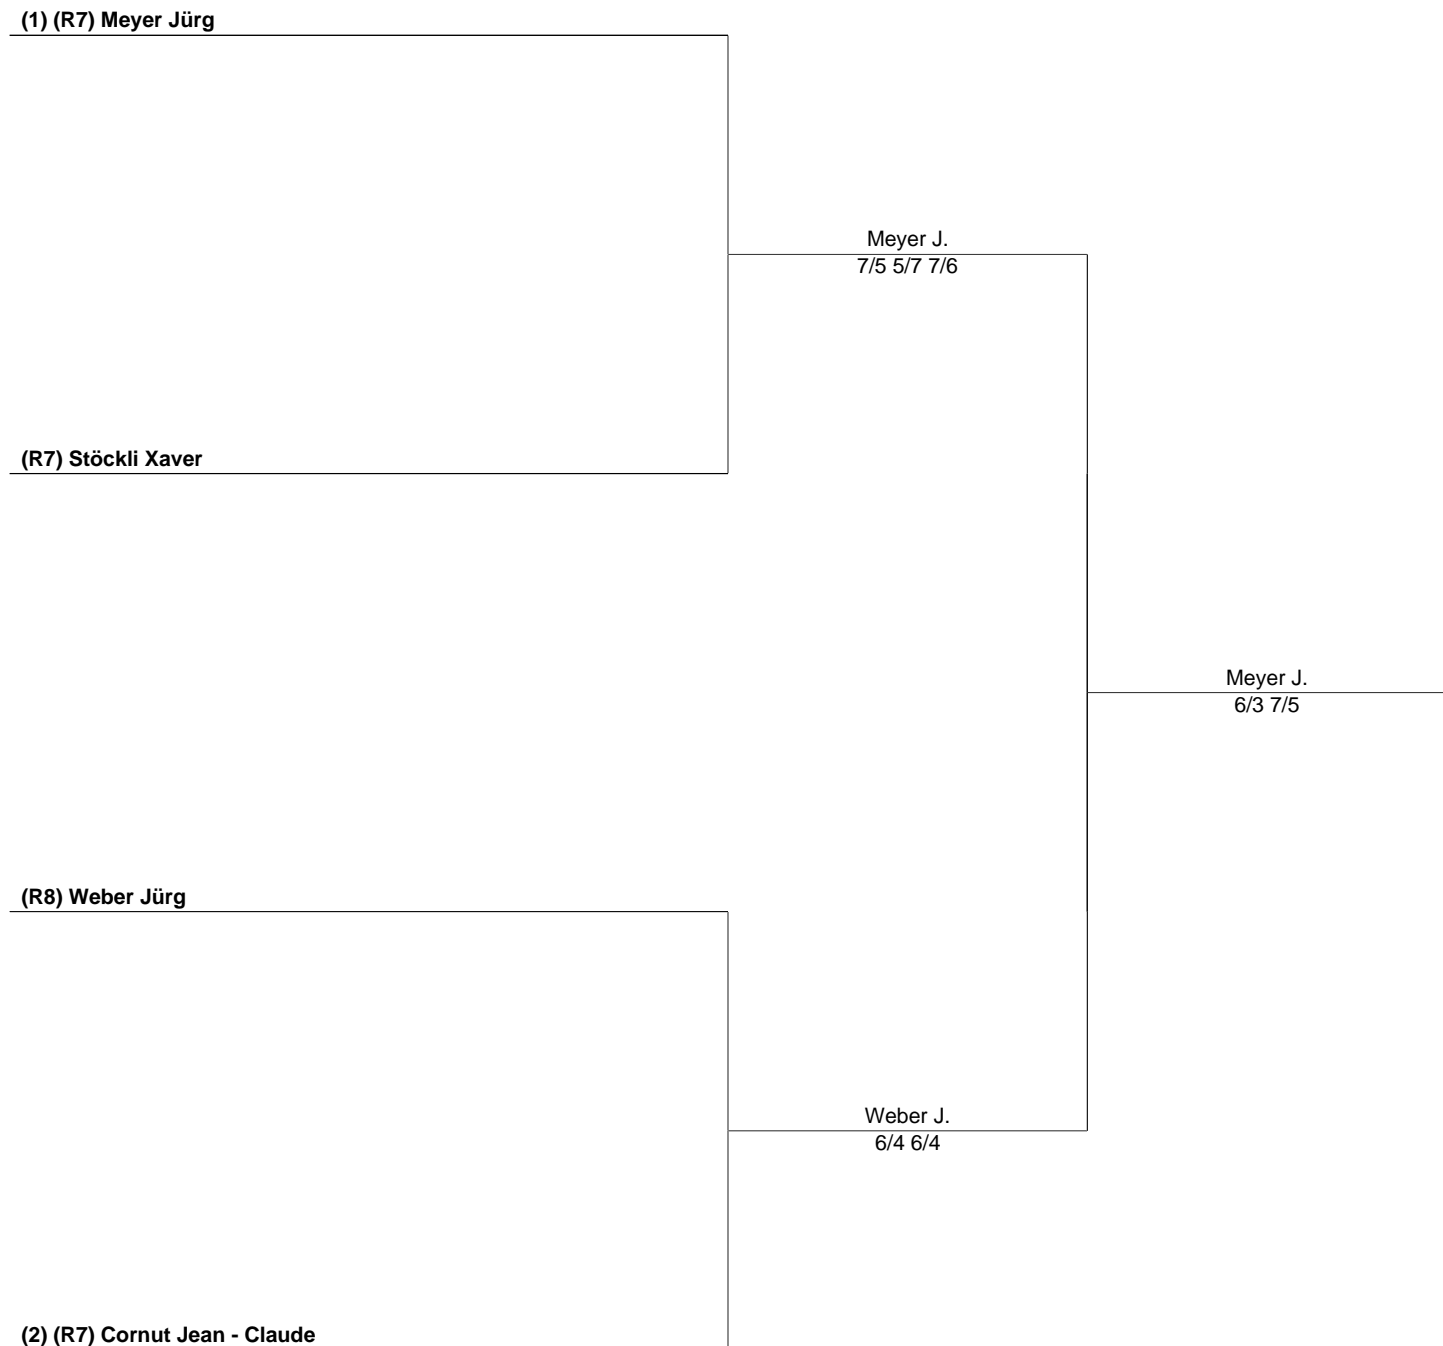 (1) (R7) Meyer Jürg
Meyer J.
7/5 5/7 7/6
(R7) Stöckli Xaver
Meyer J.
6/3 7/5
(R8) Weber Jürg
Weber J.
6/4 6/4
(2) (R7) Cornut Jean - Claude